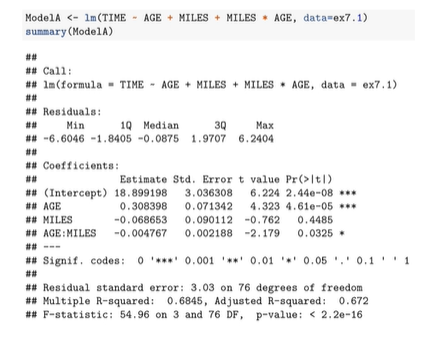 ModelA <- lm(TIME ~ AGE + MILES + MILES * AGE, data=ex7.1)
summary(ModelA)
##
## Call:
## lm(formula = TIME ~ AGE + MILES + MILES * AGE, data = ex7.1)
##
## Residuals:
##     Min      1Q  Median      3Q     Max
## -6.6046 -1.8405 -0.0875  1.9707  6.2404
##
## Coefficients:
##              Estimate Std. Error t value Pr(>|t|)
## (Intercept) 18.899198   3.036308   6.224 2.44e-08 ***
## AGE          0.308398   0.071342   4.323 4.61e-05 ***
## MILES       -0.068653   0.090112  -0.762   0.4485
## AGE:MILES   -0.004767   0.002188  -2.179   0.0325 *
## ---
## Signif. codes:  0 '***' 0.001 '**' 0.01 '*' 0.05 '.' 0.1 ' ' 1
##
## Residual standard error: 3.03 on 76 degrees of freedom
## Multiple R-squared:  0.6845, Adjusted R-squared:  0.672
## F-statistic: 54.96 on 3 and 76 DF,  p-value: < 2.2e-16